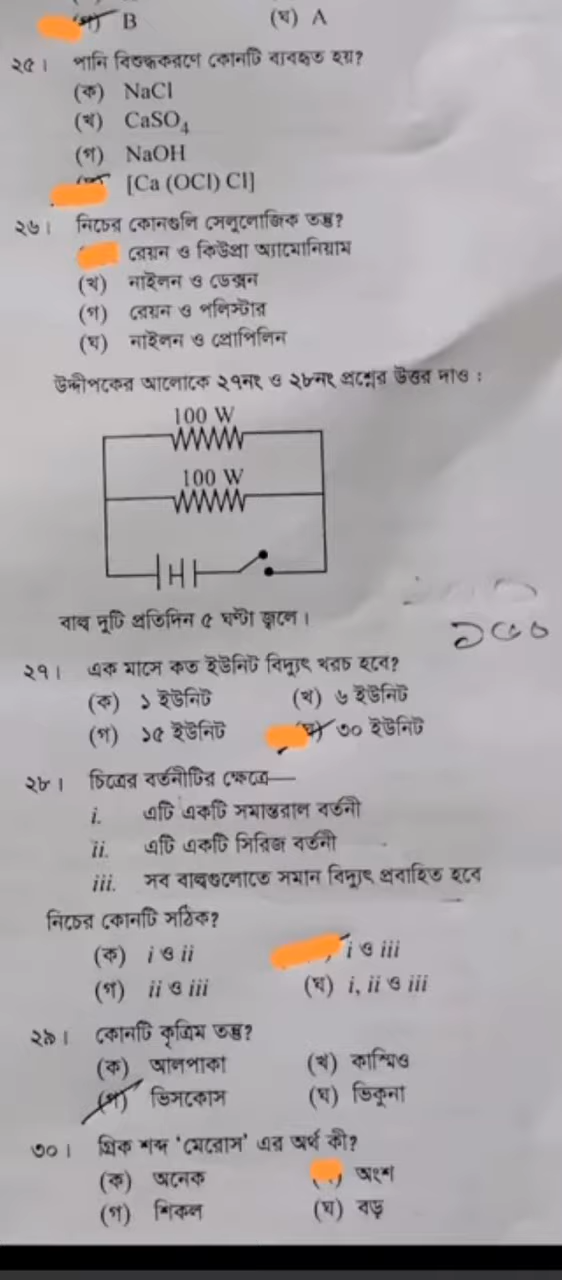 B (ঘ) A
২৫। পানি বিশুদ্ধকরণে কোনটি ব্যবহৃত হয়?
(ক) NaCl
(খ) CaSO₄
(গ) NaOH
[Ca (OCl) Cl]
২৬। নিচের কোনগুলি সেলুলোজিক তন্তু?
রেয়ন ও কিউপ্রা অ্যামোনিয়াম
(খ) নাইলন ও ডেক্সন
(গ) রেয়ন ও পলিস্টার
(ঘ) নাইলন ও প্রোপিলিন
উদ্দীপকের আলোকে ২৭নং ও ২৮নং প্রশ্নের উত্তর দাও :
100 W
100 W
বাল্ব দুটি প্রতিদিন ৫ ঘণ্টা জ্বলে।
২৭। এক মাসে কত ইউনিট বিদ্যুৎ খরচ হবে?
(ক) ১ ইউনিট (খ) ৬ ইউনিট
(গ) ১৫ ইউনিট (ঘ) ৩০ ইউনিট
২৮। চিত্রের বর্তনীটির ক্ষেত্রে—
i. এটি একটি সমান্তরাল বর্তনী
ii. এটি একটি সিরিজ বর্তনী
iii. সব বাল্বগুলোতে সমান বিদ্যুৎ প্রবাহিত হবে
নিচের কোনটি সঠিক?
(ক) i ও ii i ও iii
(গ) ii ও iii (ঘ) i, ii ও iii
২৯। কোনটি কৃত্রিম তন্তু?
(ক) আলপাকা (খ) কাস্মিও
(গ) ভিসকোস (ঘ) ভিকুনা
৩০। গ্রিক শব্দ 'মেরোস' এর অর্থ কী?
(ক) অনেক অংশ
(গ) শিকল (ঘ) বড়